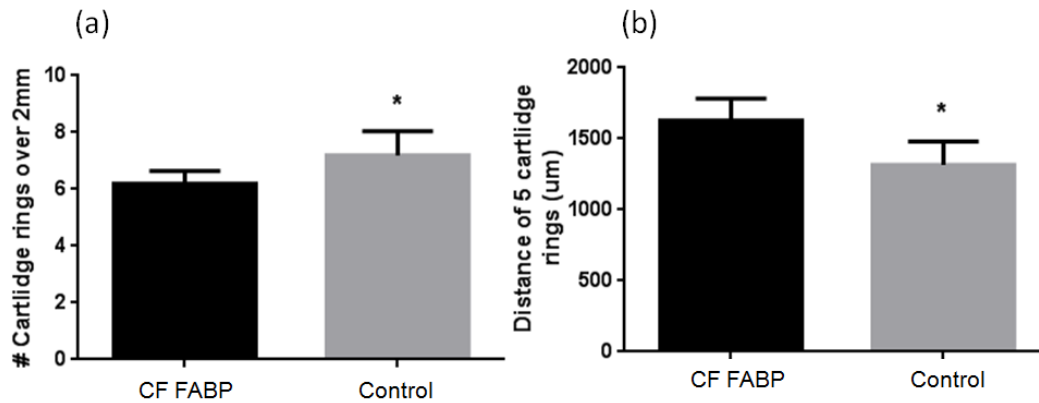 (a)
# Cartlidge rings over 2mm
10
8
6
4
2
0
*
CF FABP
Control
(b)
Distance of 5 cartlidge
rings (um)
2000
1500
1000
500
0
*
CF FABP
Control